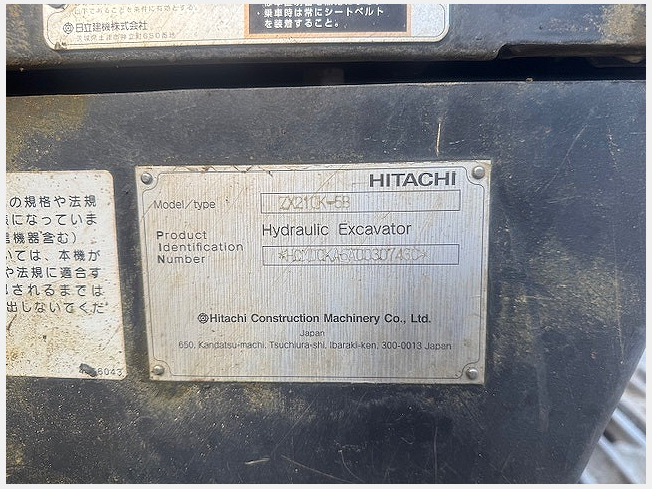 ・乗車時は常にシートベルト
を装着すること。
日立建機株式会社
の規格や法規
になっていま
機器含む)
いては、本機が
や法規に適合す
されるまでは
出しないでくだ
HITACHI
Model/type ZX210K-5B
Hydraulic Excavator
Product
Identification
Number
Hitachi Construction Machinery Co., Ltd.
Japan
650, Kandatsu-machi, Tsuchiura-shi, Ibaraki-ken, 300-0013 Japan